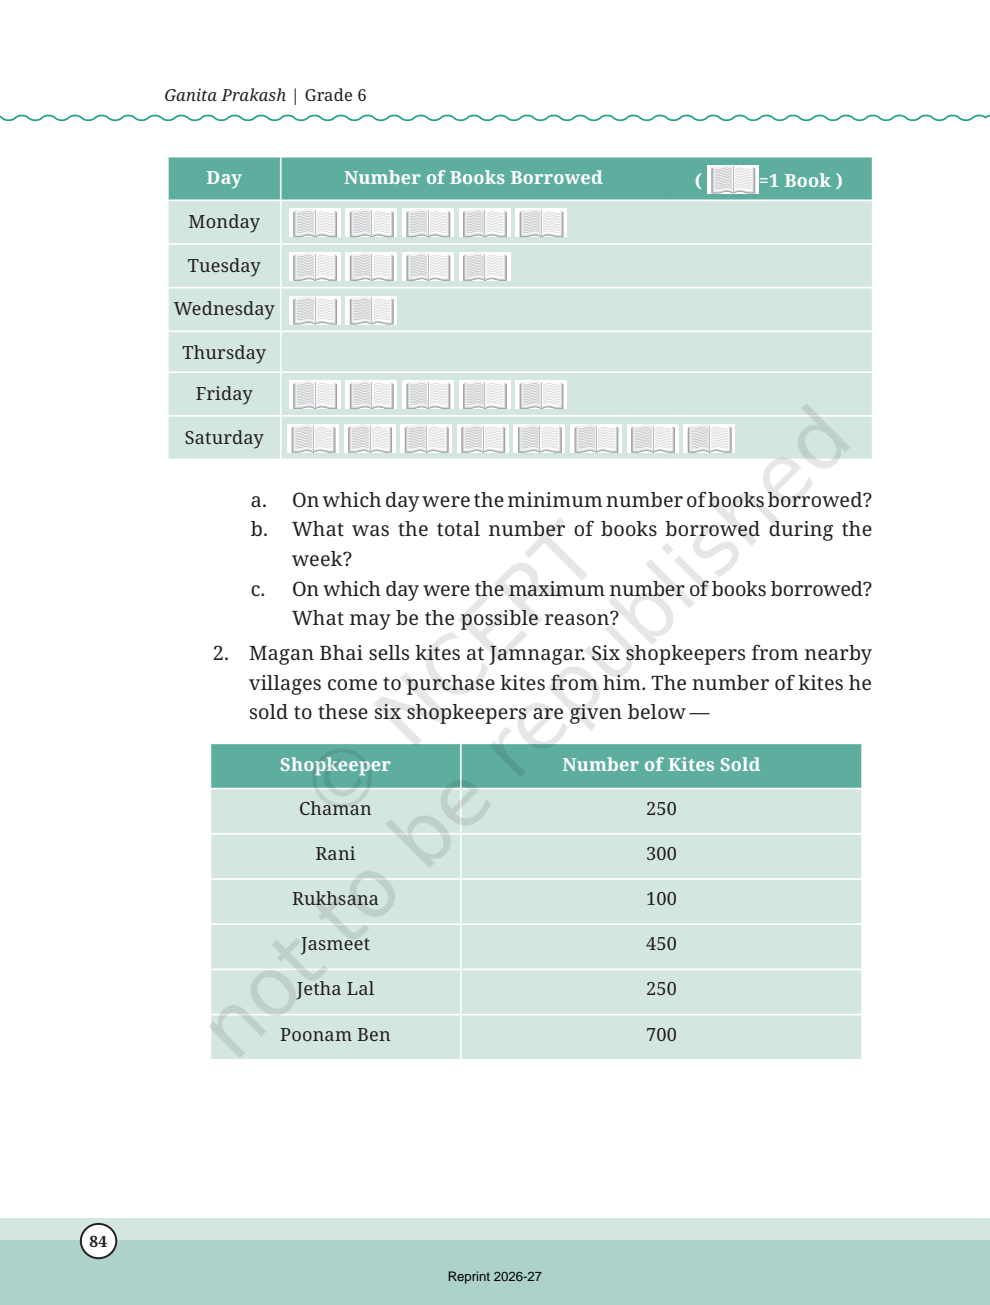 Ganita Prakash | Grade 6
Day Number of Books Borrowed ( =1 Book )
Monday
Tuesday
Wednesday
Thursday
Friday
Saturday
a. On which day were the minimum number of books borrowed?
b. What was the total number of books borrowed during the
week?
c. On which day were the maximum number of books borrowed?
What may be the possible reason?
2. Magan Bhai sells kites at Jamnagar. Six shopkeepers from nearby
villages come to purchase kites from him. The number of kites he
sold to these six shopkeepers are given below —
Shopkeeper Number of Kites Sold
Chaman 250
Rani 300
Rukhsana 100
Jasmeet 450
Jetha Lal 250
Poonam Ben 700
© NCERT
not to be republished
84
Reprint 2026-27